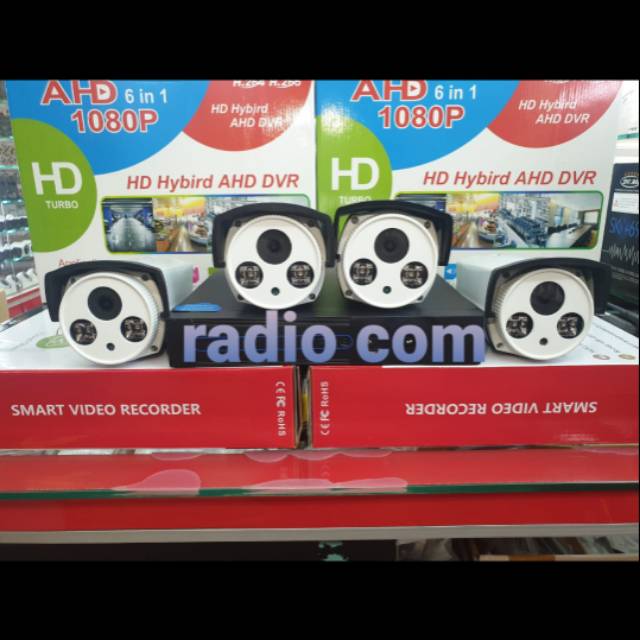 AHD 6 in 1
1080P
H.264 H.265
HD Hybird
AHD DVR
HD
TURBO
HD Hybird AHD DVR
AHD 6 in 1
1080P
HD Hybird
AHD DVR
HD
TURBO
HD Hybird AHD DVR
radio com
SMART VIDEO RECORDER
CE FC RoHS
CE FC RoHS
SMART VIDEO RECORDER